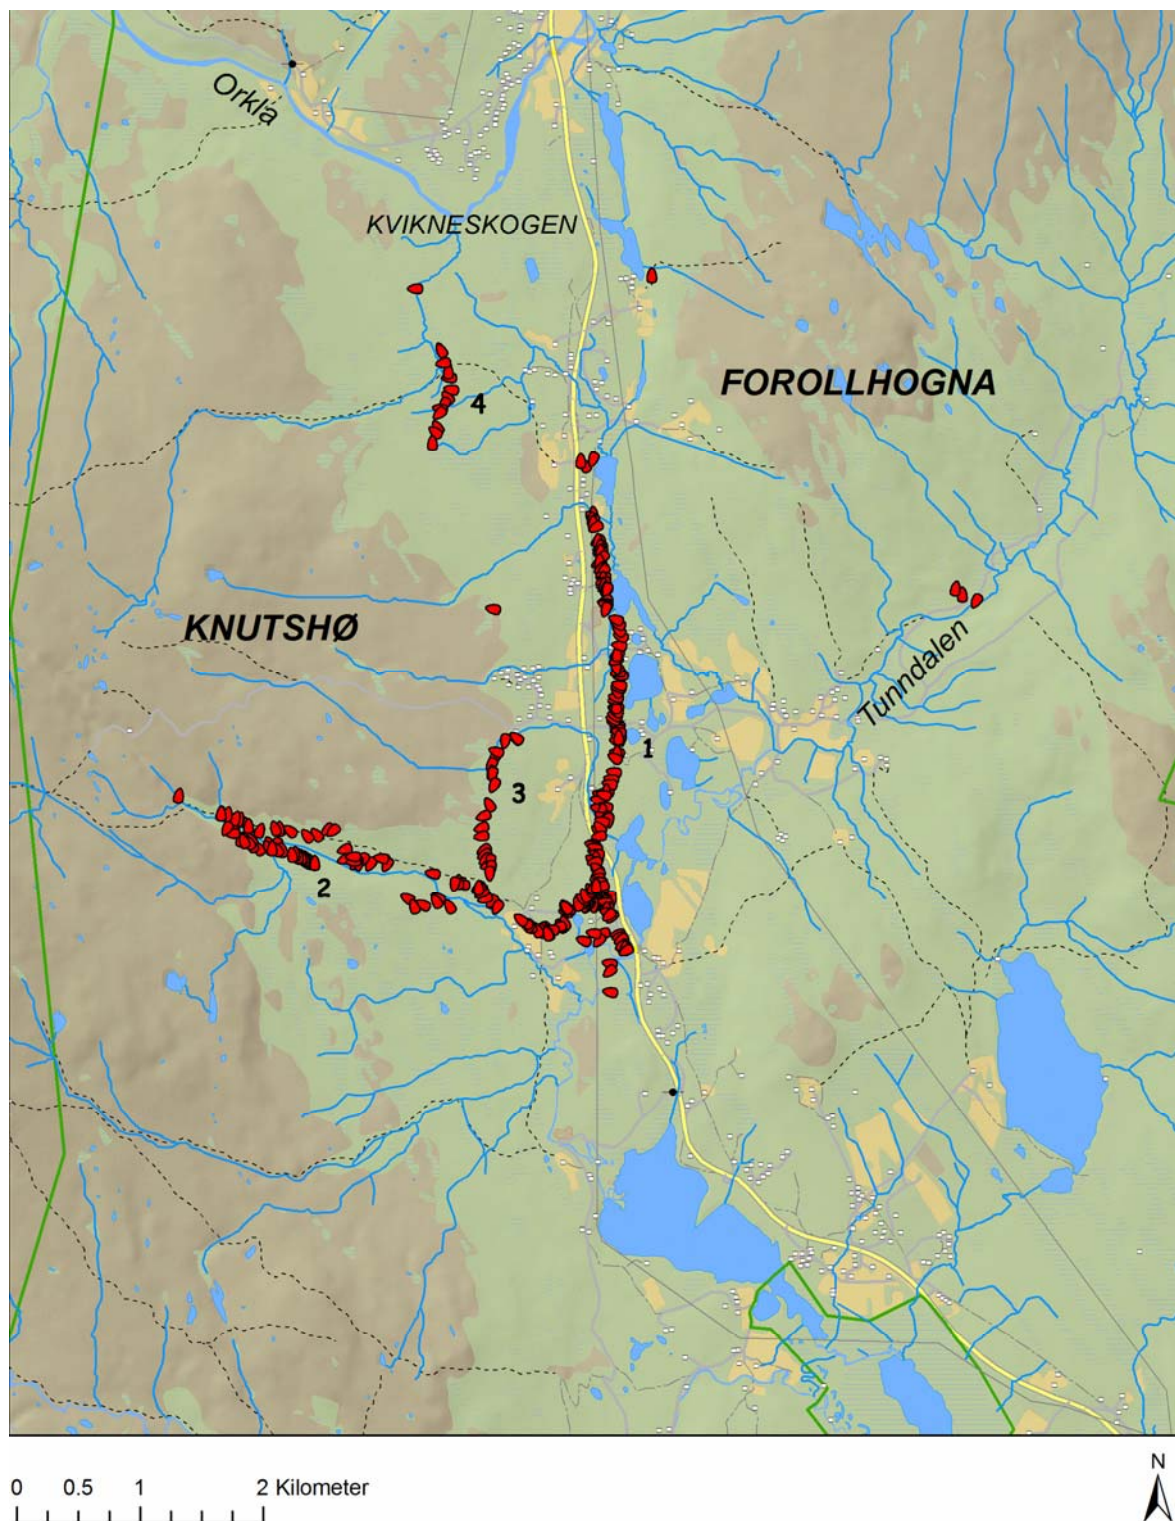 Orkla
KVIKNESKOGEN
FOROLLHOGNA
4
KNUTSHØ
Tunndalen
1
3
2
N
0 0.5 1 2 Kilometer